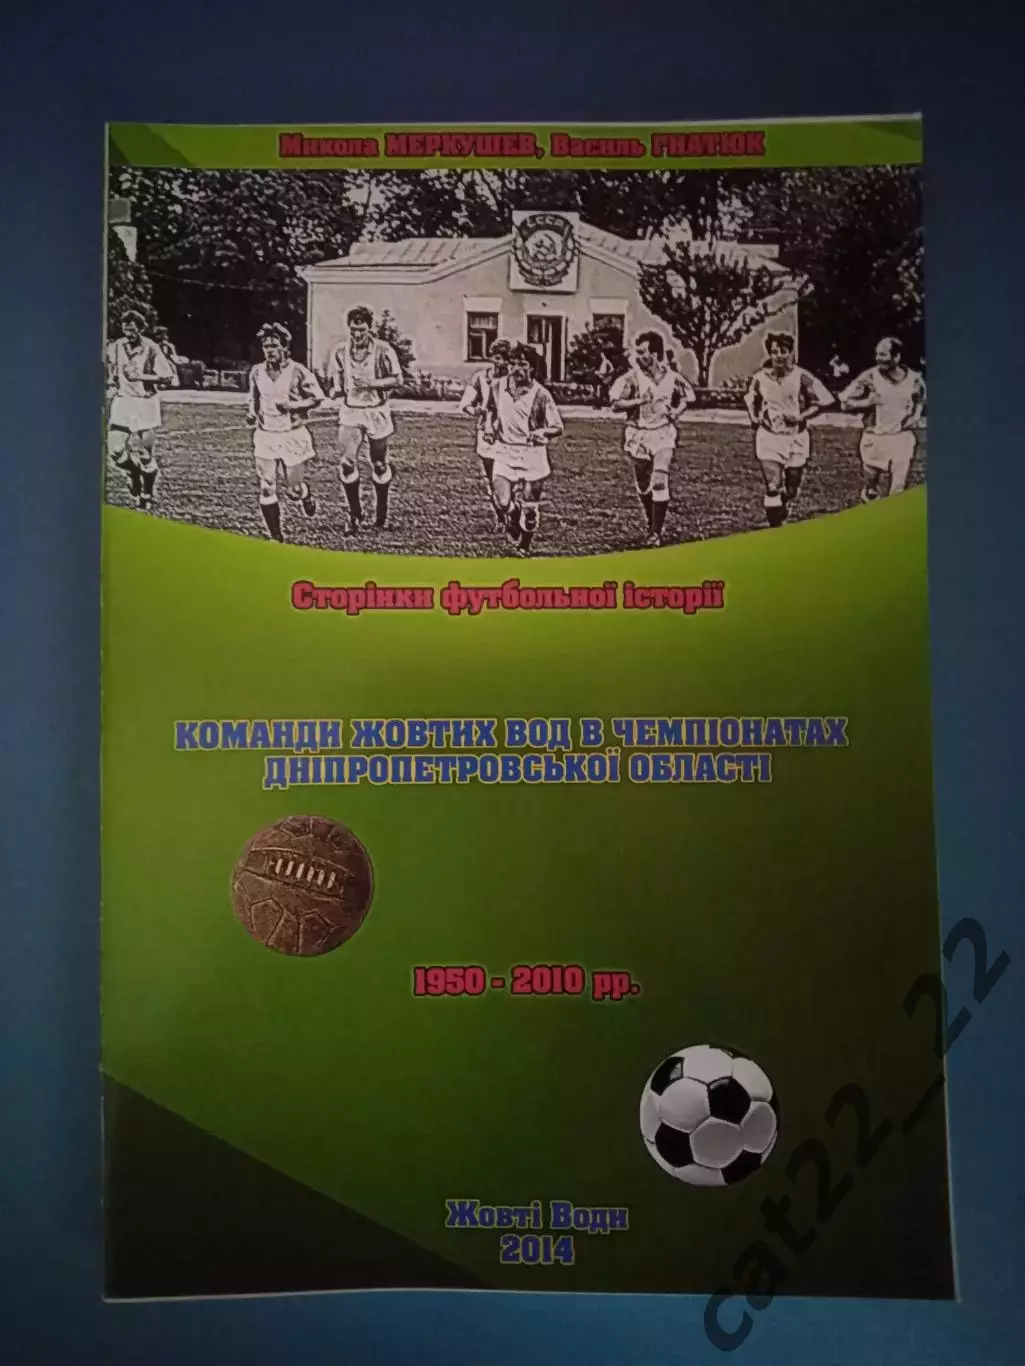 Микола МЕРКУШЕВ, Василь ГНАТЮК
СССР
Сторінки футбольної історії
КОМАНДИ ЖОВТИХ ВОД В ЧЕМПІОНАТАХ
ДНІПРОПЕТРОВСЬКОЇ ОБЛАСТІ
1950 - 2010 рр.
Жовті Води
2014
cat22_22